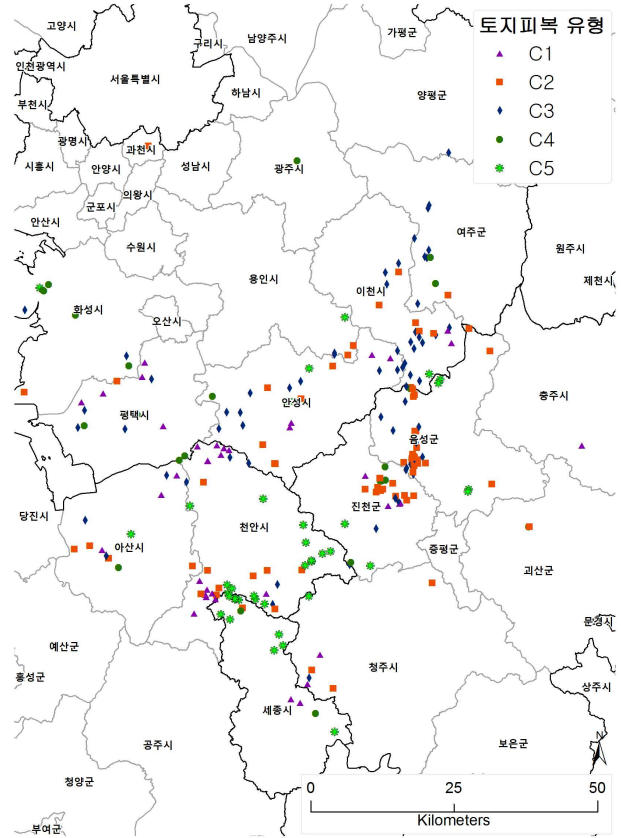 토지피복 유형
C1
C2
C3
C4
C5
고양시
구리시
남양주시
가평군
인천광역시
서울특별시
부천시
하남시
양평군
광명시
과천시
시흥시
안양시
성남시
광주시
의왕시
군포시
안산시
수원시
여주군
원주시
용인시
제천시
이천시
화성시
오산시
충주시
안성시
평택시
음성군
당진시
진천군
천안시
아산시
증평군
괴산군
문경시
예산군
홍성군
청주시
상주시
세종시
공주시
보은군
청양군
부여군
N
0 25 50
Kilometers